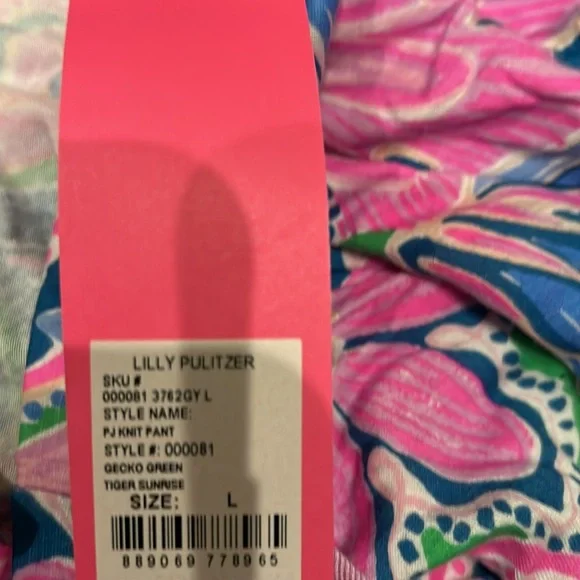 LILLY PULITZER
SKU #
000081 3762GY L
STYLE NAME:
PJ KNIT PANT
STYLE #: 000081
GECKO GREEN
TIGER SUNRISE
SIZE: L
889069 778965